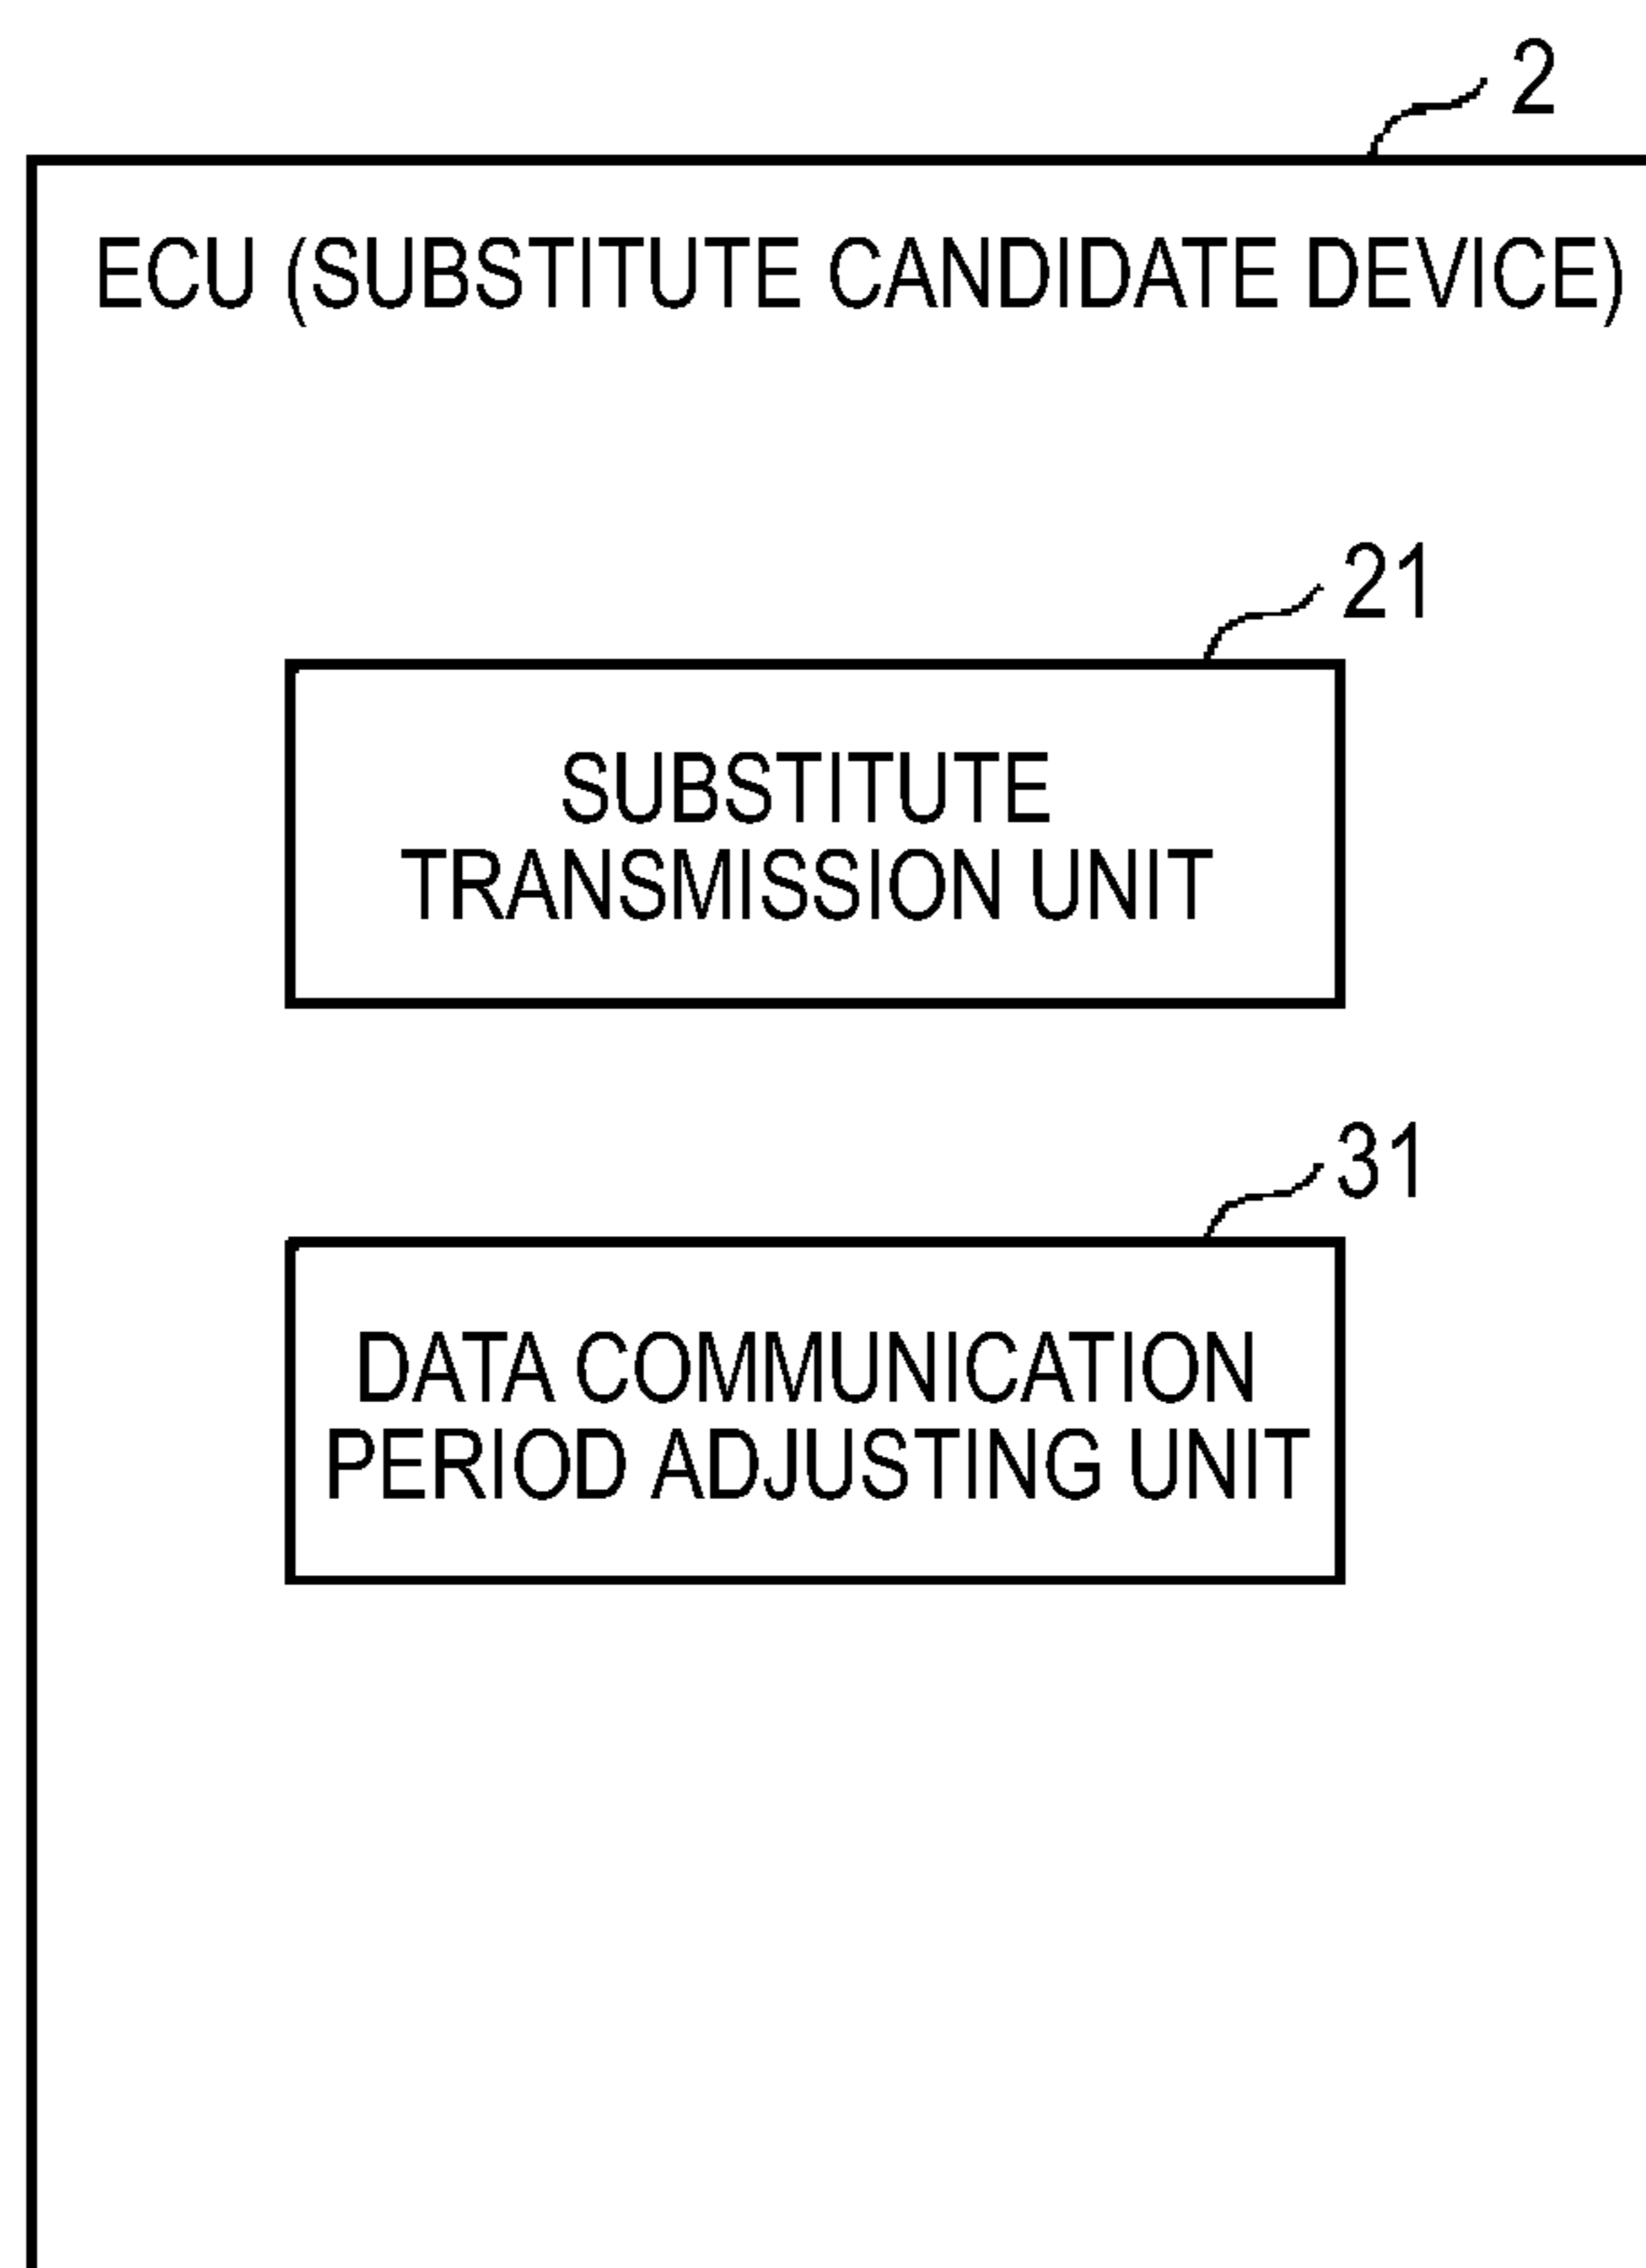 2
ECU (SUBSTITUTE CANDIDATE DEVICE)
21
SUBSTITUTE
TRANSMISSION UNIT
31
DATA COMMUNICATION
PERIOD ADJUSTING UNIT